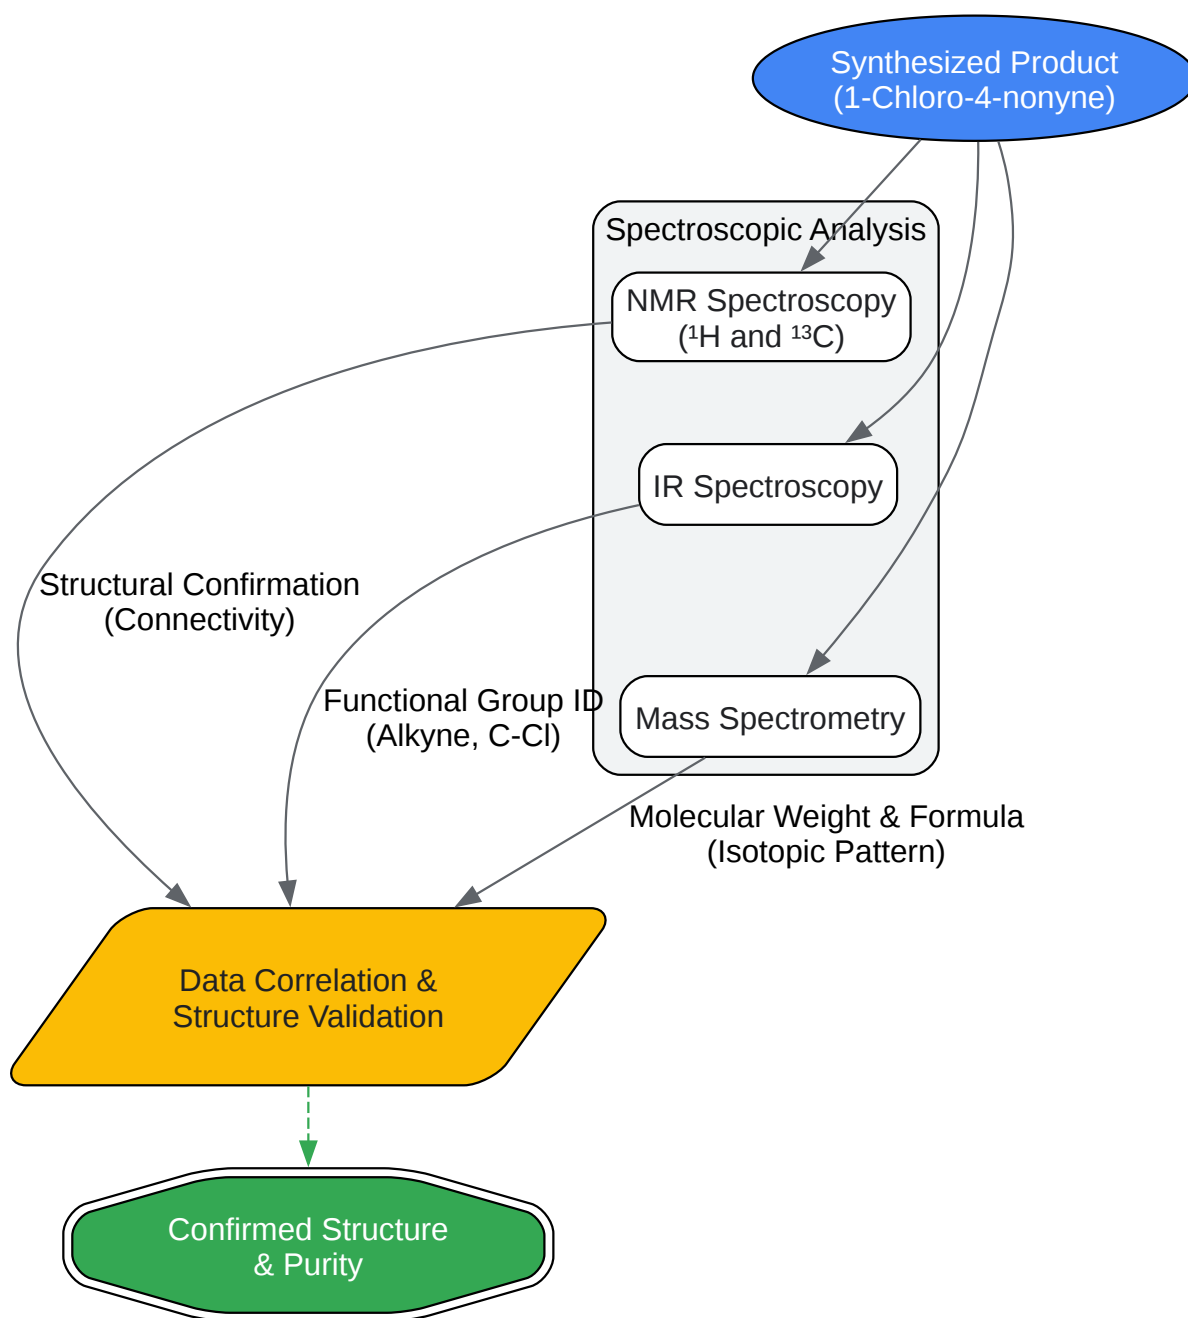 Synthesized Product
(1-Chloro-4-nonyne)
Spectroscopic Analysis
NMR Spectroscopy
(¹H and ¹³C)
IR Spectroscopy
Structural Confirmation
(Connectivity)
Functional Group ID
(Alkyne, C-Cl)
Mass Spectrometry
Molecular Weight & Formula
(Isotopic Pattern)
Data Correlation &
Structure Validation
Confirmed Structure
& Purity